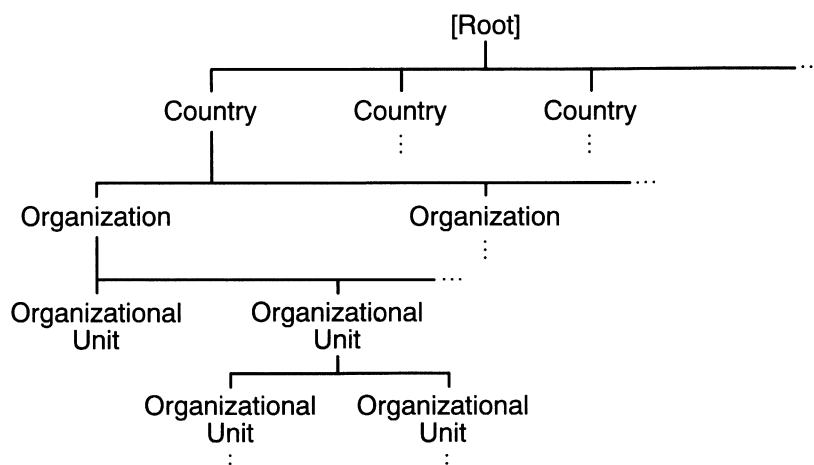 [Root]
Country Country Country
Organization Organization
Organizational Organizational
Unit Unit
Organizational Organizational
Unit Unit